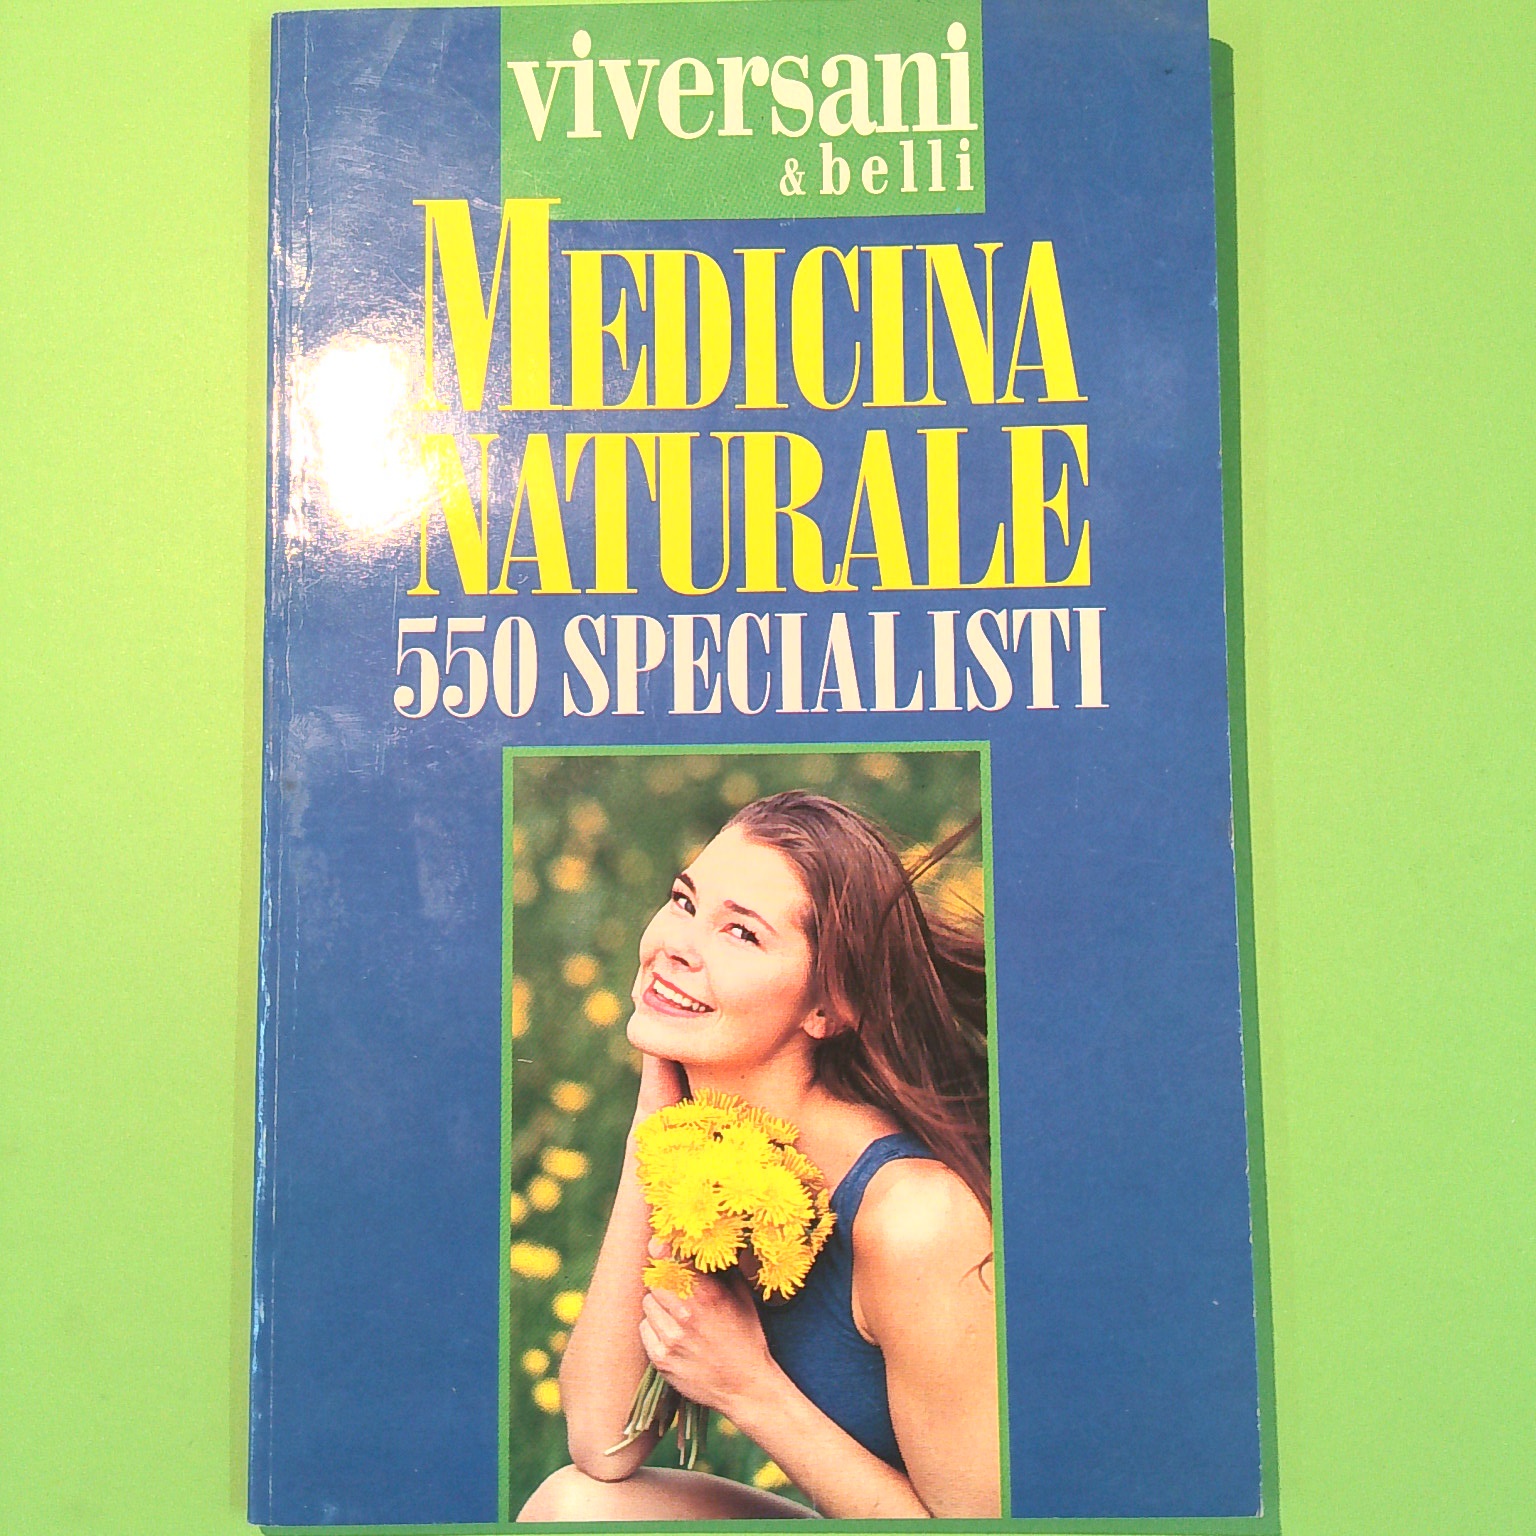 viversani
& belli
MEDICINA
NATURALE
550 SPECIALISTI